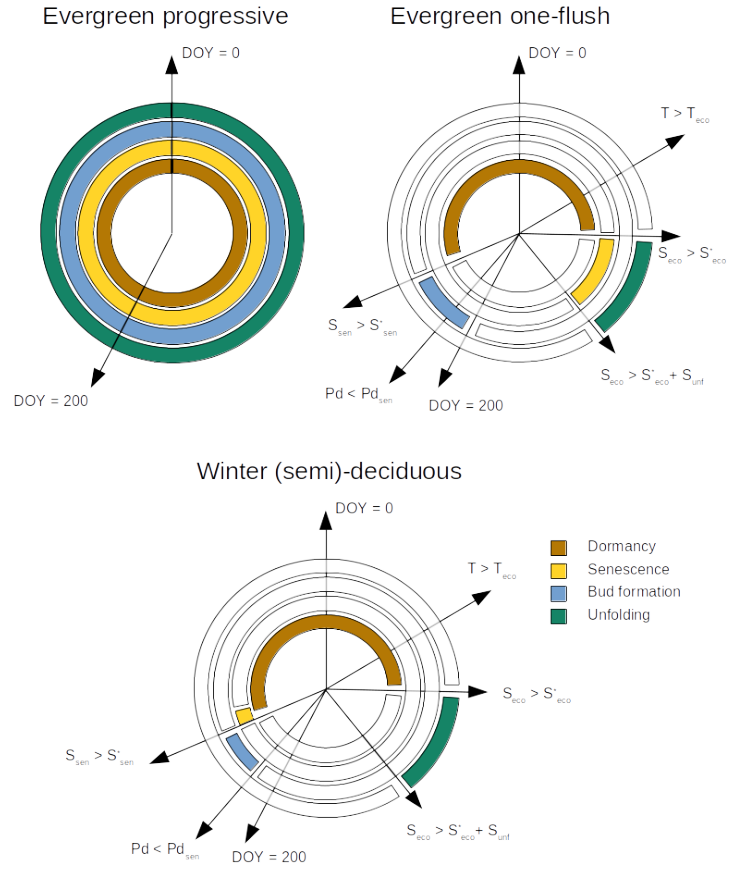 Evergreen progressive
Evergreen one-flush
DOY = 0
DOY = 0
T > Teco
Seco > S*eco
Ssen > S*sen
Seco > S*eco + Sunf
Pd < Pdsen
DOY = 200
DOY = 200
Winter (semi)-deciduous
DOY = 0
Dormancy
T > Teco
Senescence
Bud formation
Unfolding
Seco > S*eco
Ssen > S*sen
Seco > S*eco + Sunf
Pd < Pdsen
DOY = 200